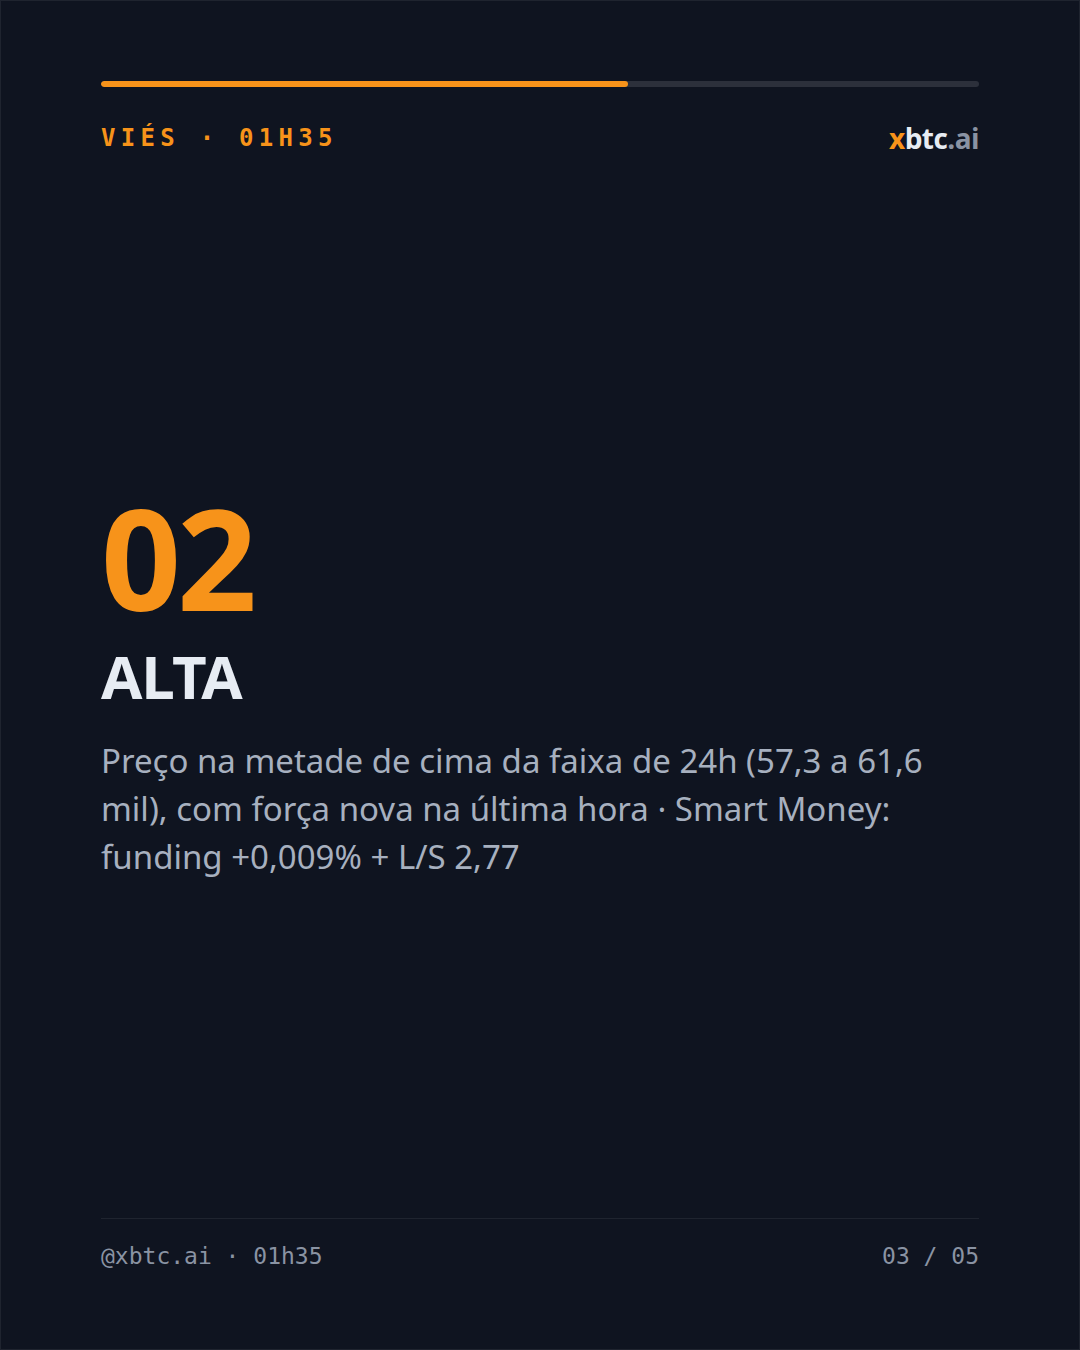 VIÉS · 01H35
xbtc.ai
02
ALTA
Preço na metade de cima da faixa de 24h (57,3 a 61,6
mil), com força nova na última hora · Smart Money:
funding +0,009% + L/S 2,77
@xbtc.ai · 01h35
03 / 05